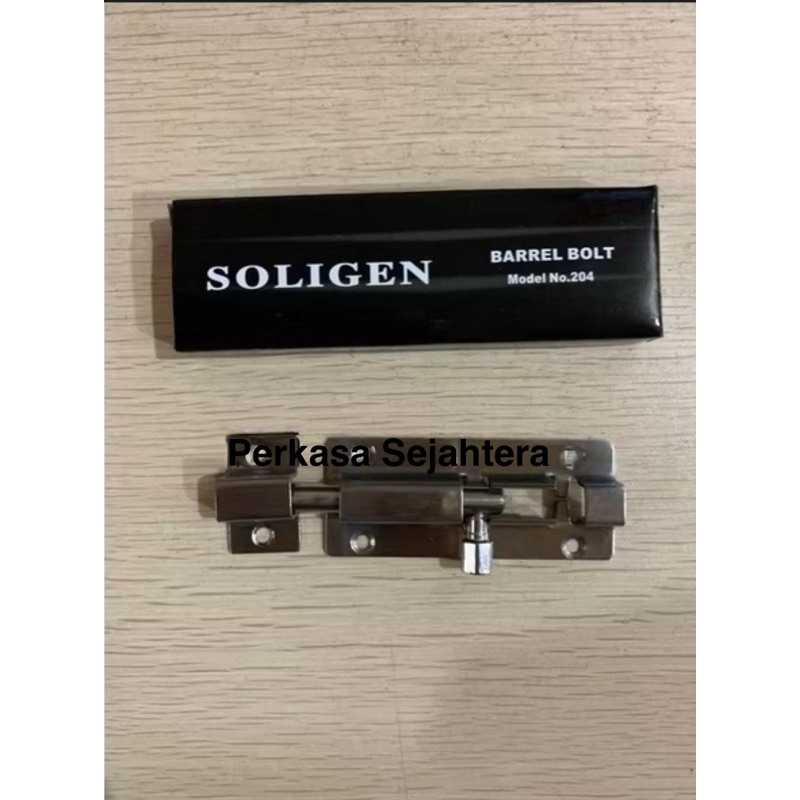 SOLIGEN
BARREL BOLT
Model No.204
Perkasa Sejahtera